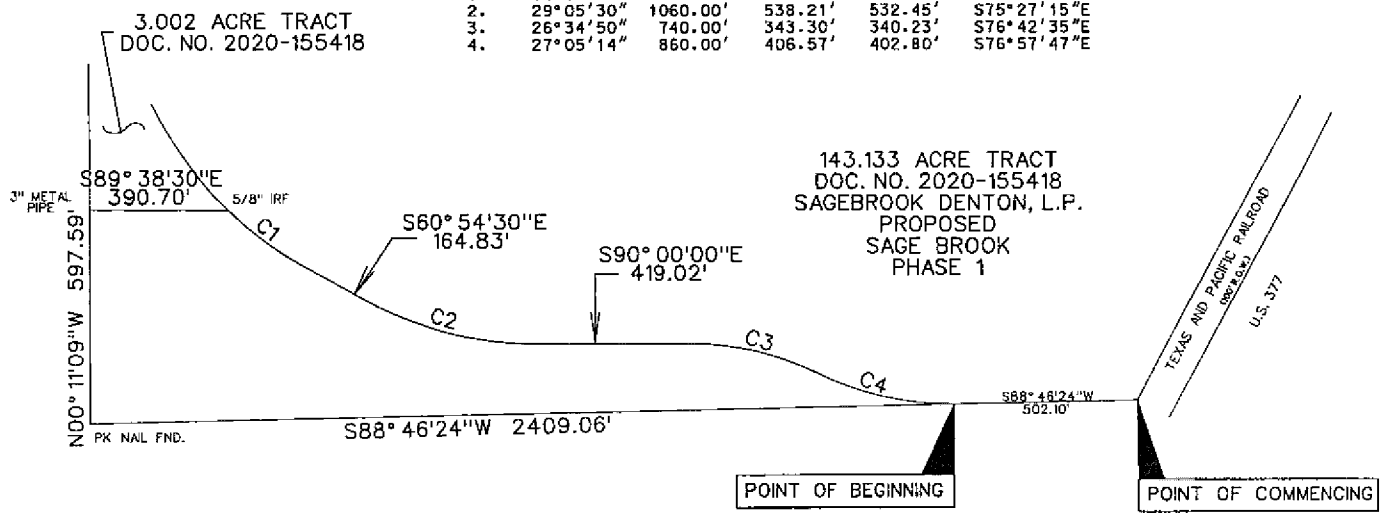 2. 29°05'30" 1060.00' 538.21' 532.45' S75°27'15"E
3. 26°34'50" 740.00' 343.30' 340.23' S76°42'35"E
4. 27°05'14" 860.00' 406.57' 402.80' S76°57'47"E
3.002 ACRE TRACT
DOC. NO. 2020-155418
143.133 ACRE TRACT
DOC. NO. 2020-155418
SAGEBROOK DENTON, L.P.
PROPOSED
SAGE BROOK
PHASE 1
TEXAS AND PACIFIC RAILROAD
(100' R.O.W.)
U.S. 377
S89°38'30"E
390.70'
3" METAL
PIPE
5/8" IRF
C1
S60°54'30"E
164.83'
S90°00'00"E
419.02'
C2
C3
C4
N00°11'09"W 597.59'
PK NAIL FND.
S88°46'24"W 2409.06'
S88°46'24"W
502.10'
POINT OF BEGINNING
POINT OF COMMENCING